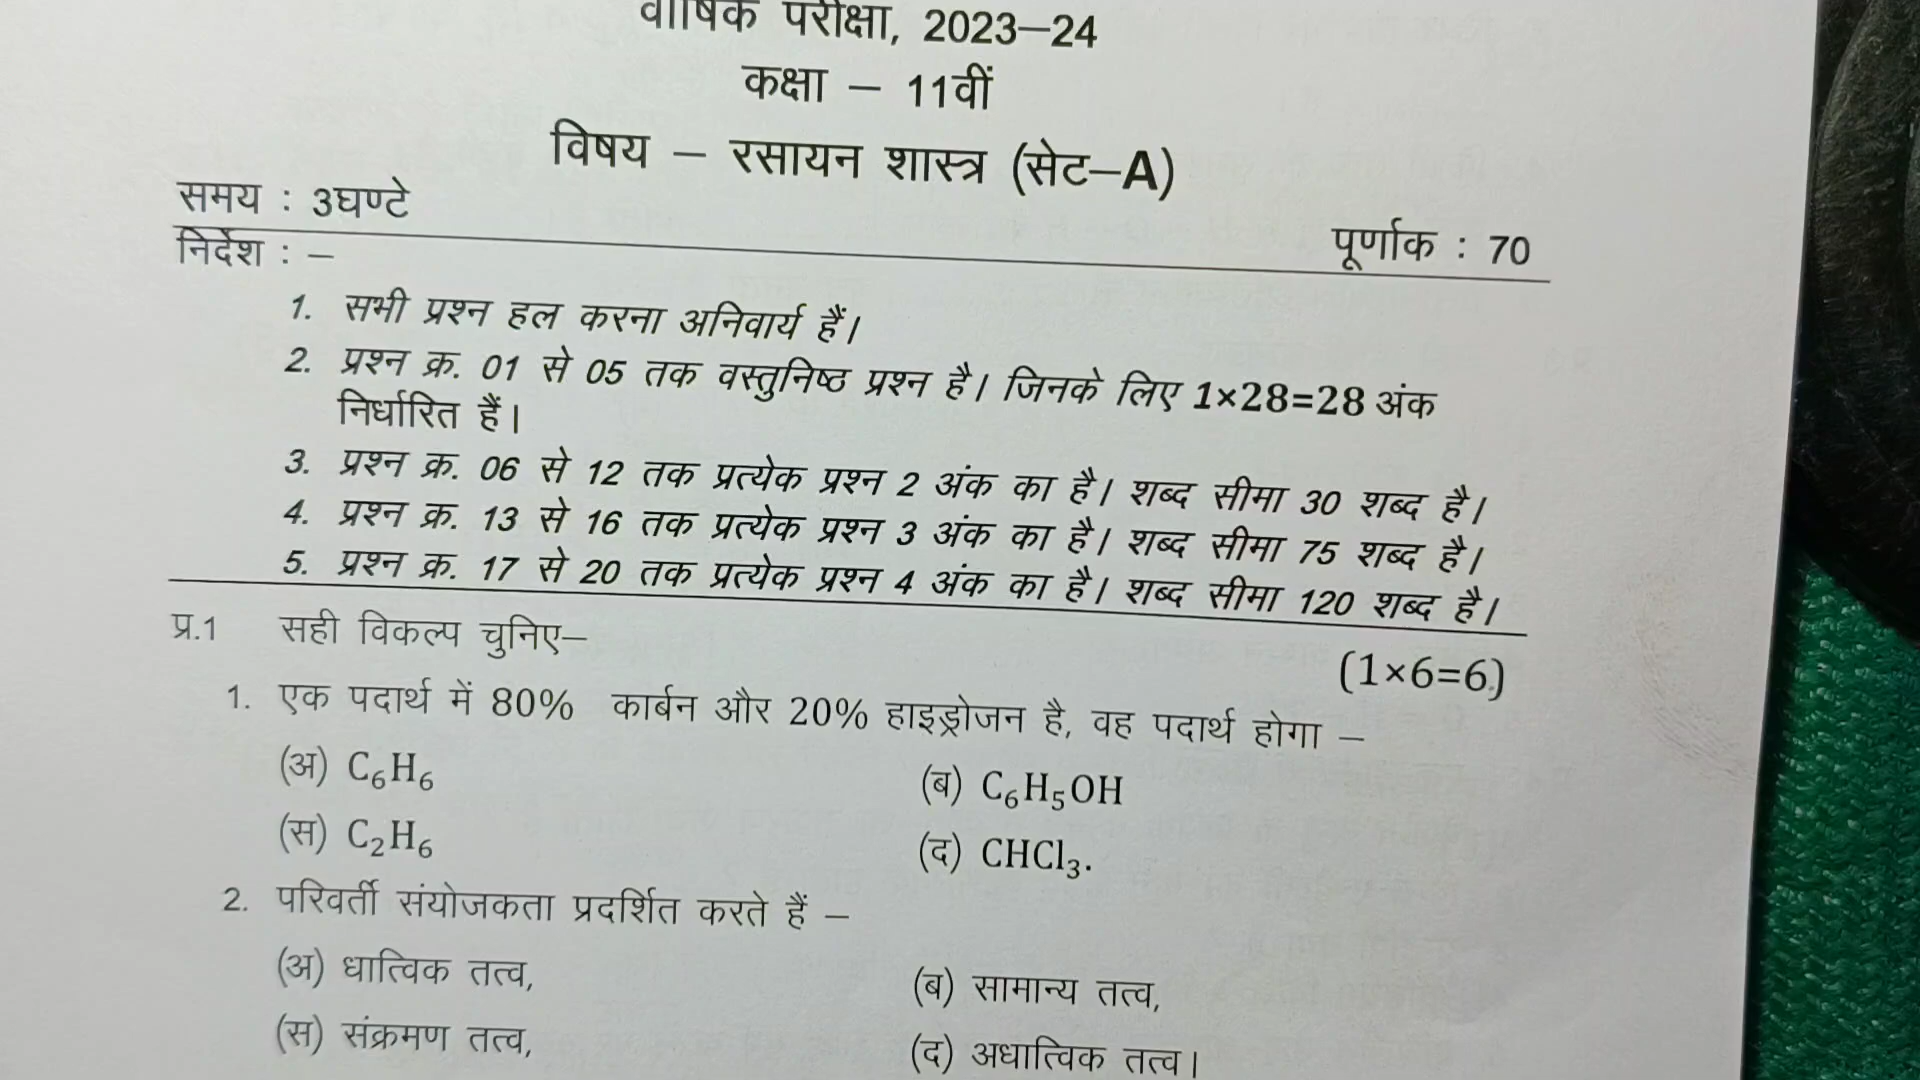 वार्षिक परीक्षा, 2023–24
कक्षा – 11वीं
विषय – रसायन शास्त्र (सेट–A)
समय : 3घण्टे
पूर्णाक : 70
निर्देश : –
1. सभी प्रश्न हल करना अनिवार्य हैं।
2. प्रश्न क्र. 01 से 05 तक वस्तुनिष्ठ प्रश्न है। जिनके लिए 1×28=28 अंक
निर्धारित हैं।
3. प्रश्न क्र. 06 से 12 तक प्रत्येक प्रश्न 2 अंक का है। शब्द सीमा 30 शब्द है।
4. प्रश्न क्र. 13 से 16 तक प्रत्येक प्रश्न 3 अंक का है। शब्द सीमा 75 शब्द है।
5. प्रश्न क्र. 17 से 20 तक प्रत्येक प्रश्न 4 अंक का है। शब्द सीमा 120 शब्द है।
प्र.1 सही विकल्प चुनिए–
(1×6=6)
1. एक पदार्थ में 80% कार्बन और 20% हाइड्रोजन है, वह पदार्थ होगा –
(अ) C₆H₆ (ब) C₆H₅OH
(स) C₂H₆ (द) CHCl₃.
2. परिवर्ती संयोजकता प्रदर्शित करते हैं –
(अ) धात्विक तत्व, (ब) सामान्य तत्व,
(स) संक्रमण तत्व, (द) अधात्विक तत्व।